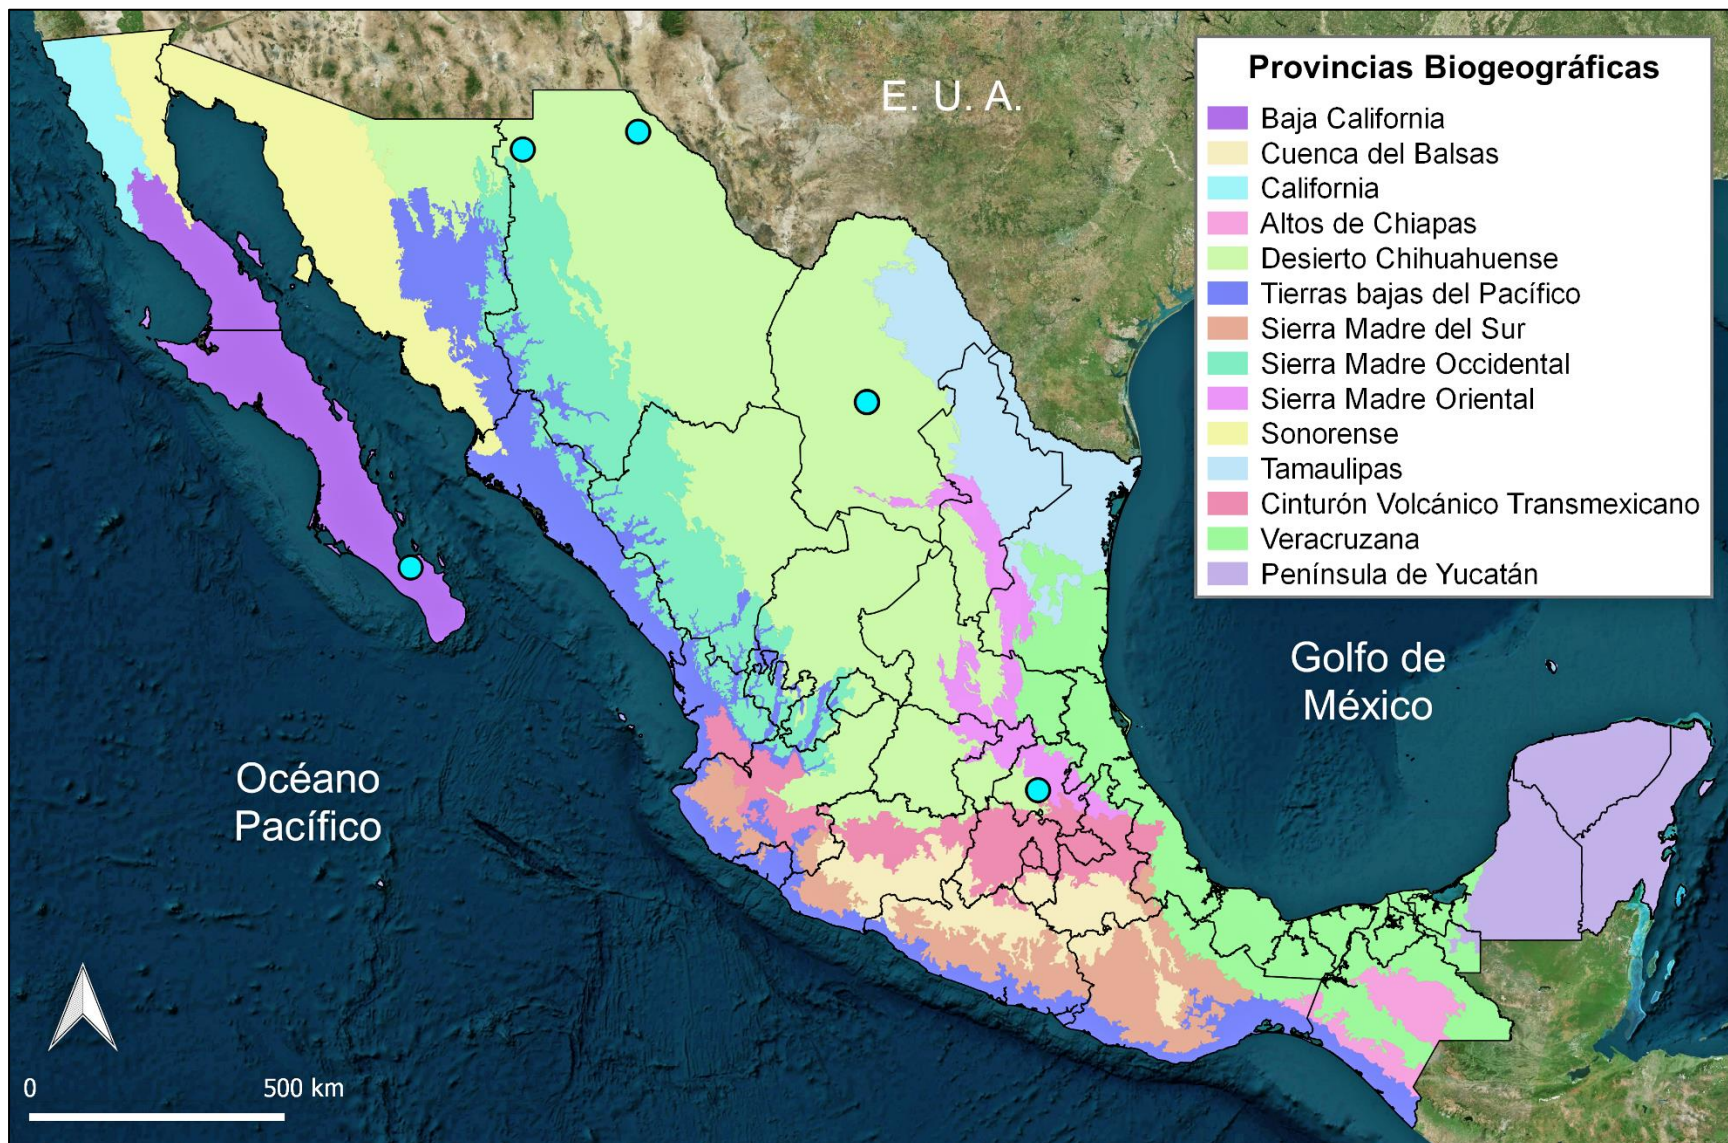 E. U. A.
Provincias Biogeográficas
Baja California
Cuenca del Balsas
California
Altos de Chiapas
Desierto Chihuahuense
Tierras bajas del Pacífico
Sierra Madre del Sur
Sierra Madre Occidental
Sierra Madre Oriental
Sonorense
Tamaulipas
Cinturón Volcánico Transmexicano
Veracruzana
Península de Yucatán
Golfo de
México
Océano
Pacífico
0 500 km